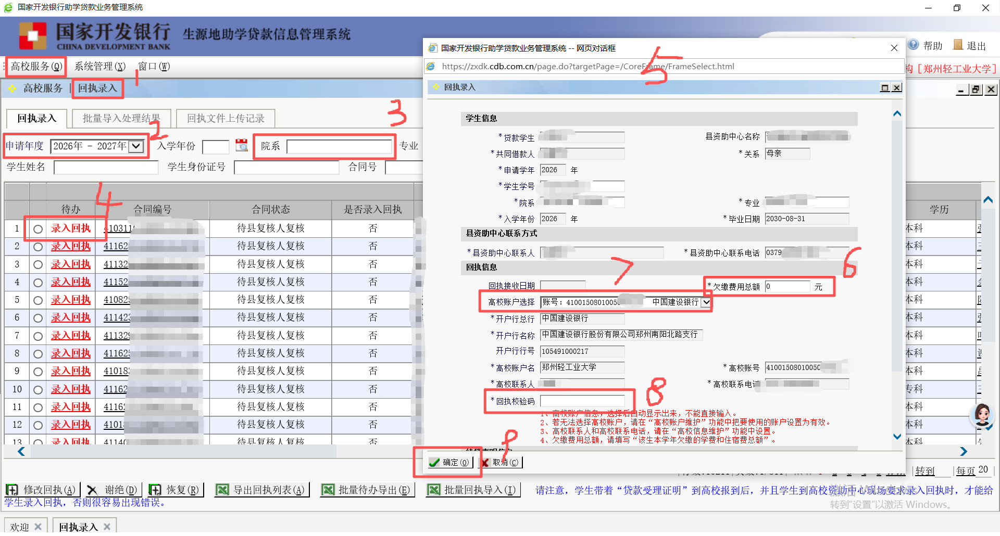 国家开发银行助学贷款业务管理系统
国家开发银行
CHINA DEVELOPMENT BANK
生源地助学贷款信息管理系统
帮助 退出
高校服务(Q) 系统管理(X) 窗口(W)
构 [郑州轻工业大学]
1
高校服务 | 回执录入
回执录入 批量导入处理结果 回执文件上传记录
2 3
申请年度 2026年 - 2027年 入学年份 院系 专业
学生姓名 学生身份证号 合同号
4
待办 合同编号 合同状态 是否录入回执 学历
1 录入回执 41031 待县复核人复核 否 本科
2 录入回执 41162 待县复核人复核 否 本科
3 录入回执 41132 待县复核人复核 否 本科
4 录入回执 41152 待县复核人复核 否 本科
5 录入回执 41082 待县复核人复核 否 本科
6 录入回执 411423 待县复核人复核 否 本科
7 录入回执 41132 待县复核人复核 否 本科
8 录入回执 41162 待县复核人复核 否 本科
9 录入回执 41018 待县复核人复核 否 本科
10 录入回执 4116 待县复核人复核 否 专科
11 录入回执 4116 待县复核人复核 否 本科
12 录入回执 4101 待县复核人复核 否 本科
13 录入回执 41140 待县复核人复核 否 本科
国家开发银行助学贷款业务管理系统 -- 网页对话框
5
https://zxdk.cdb.com.cn/page.do?targetPage=/CoreFrame/FrameSelect.html
回执录入
学生信息
*贷款学生 县资助中心名称
*共同借款人 *关系 母亲
*申请学年 2026 年
*学生学号
*院系 *专业
*入学年份 2026 年 *毕业日期 2030-08-31
县资助中心联系方式
*县资助中心联系人 *县资助中心联系电话 0379
7 6
回执信息
回执接收日期 *欠缴费用总额 0 元
高校账户选择 账号: 41001508010050 中国建设银行
*开户行总行 中国建设银行
*开户行名称 中国建设银行股份有限公司郑州南阳北路支行
开户行行号 105491000217
*高校账户名 郑州轻工业大学 *高校账号 41001508010050
*高校联系人 *高校联系电话
*回执校验码
8
1、高校账户信息,选择后自动显示出来,不能直接输入。
2、若无法选择高校账户,请在“高校账户维护”功能中把要使用的账户设置为有效。
3、高校联系人和高校联系电话,请在“高校信息维护”功能中设置。
4、欠缴费用总额,请填写“该生本学年欠缴的学费和住宿费总额”。
9
确定(O) 取消(C)
转到 每页 20
修改回执(A) 谢绝(D) 恢复(R) 导出回执列表(A) 批量待办导出(E) 批量回执导入(I) 请注意,学生带着“贷款受理证明”到高校报到后,并且学生到高校资助中心现场要求录入回执时,才能给
学生录入回执,否则很容易出现错误。
激活 Windows
转到“设置”以激活 Windows。
欢迎 回执录入